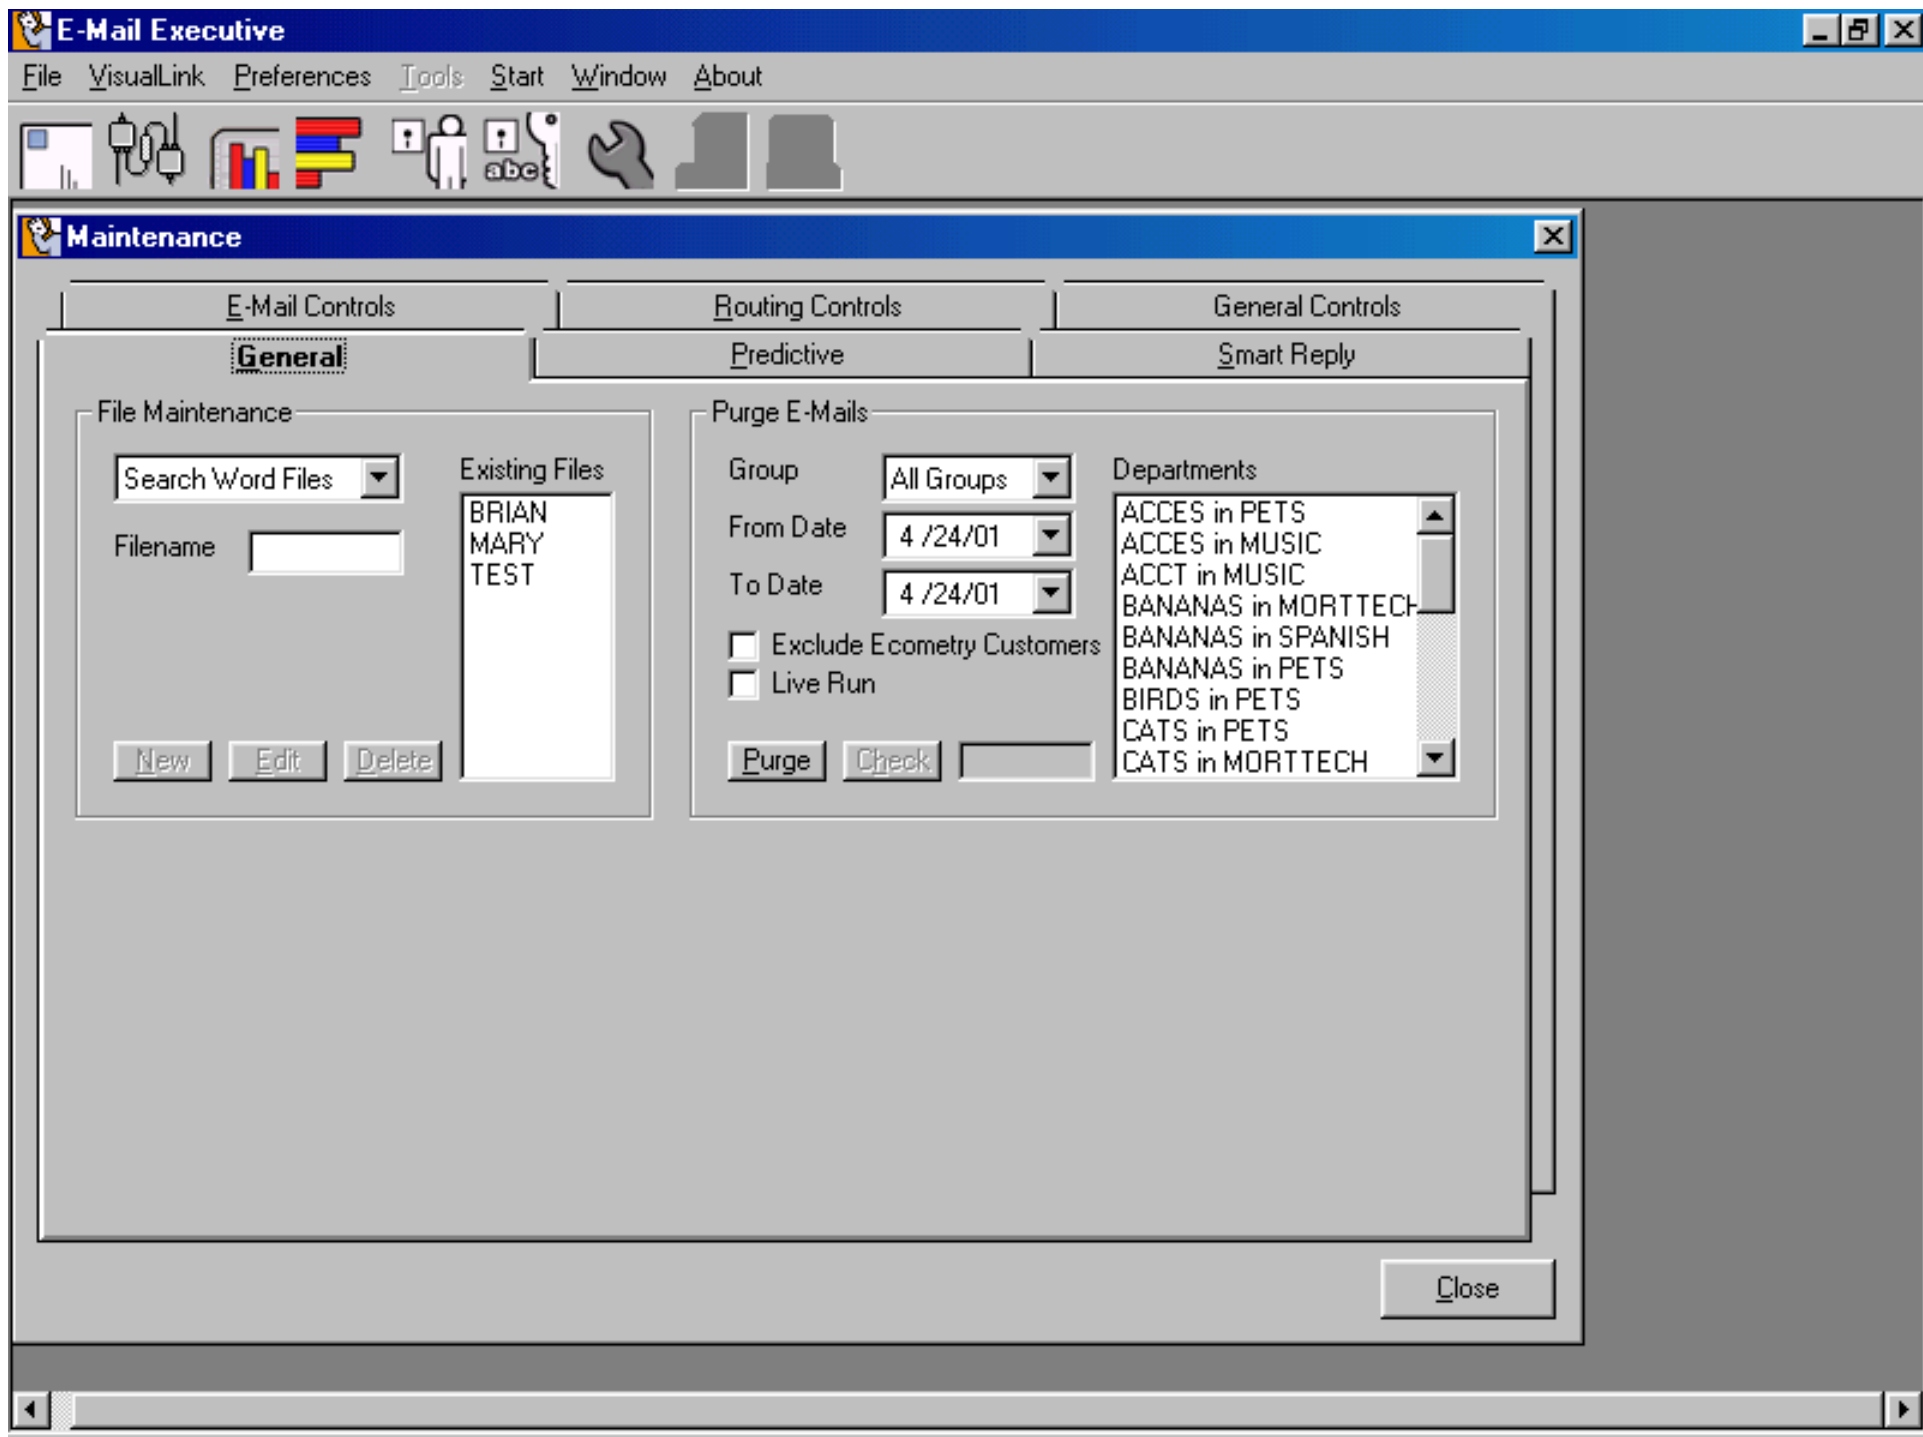 E-Mail Executive
File VisualLink Preferences Tools Start Window About
abc
Maintenance
E-Mail Controls Routing Controls General Controls
General Predictive Smart Reply
File Maintenance
Search Word Files
Filename
Existing Files
BRIAN
MARY
TEST
New Edit Delete
Purge E-Mails
Group All Groups
From Date 4 /24/01
To Date 4 /24/01
Exclude Ecometry Customers
Live Run
Purge Check
Departments
ACCES in PETS
ACCES in MUSIC
ACCT in MUSIC
BANANAS in MORTTECH
BANANAS in SPANISH
BANANAS in PETS
BIRDS in PETS
CATS in PETS
CATS in MORTTECH
Close